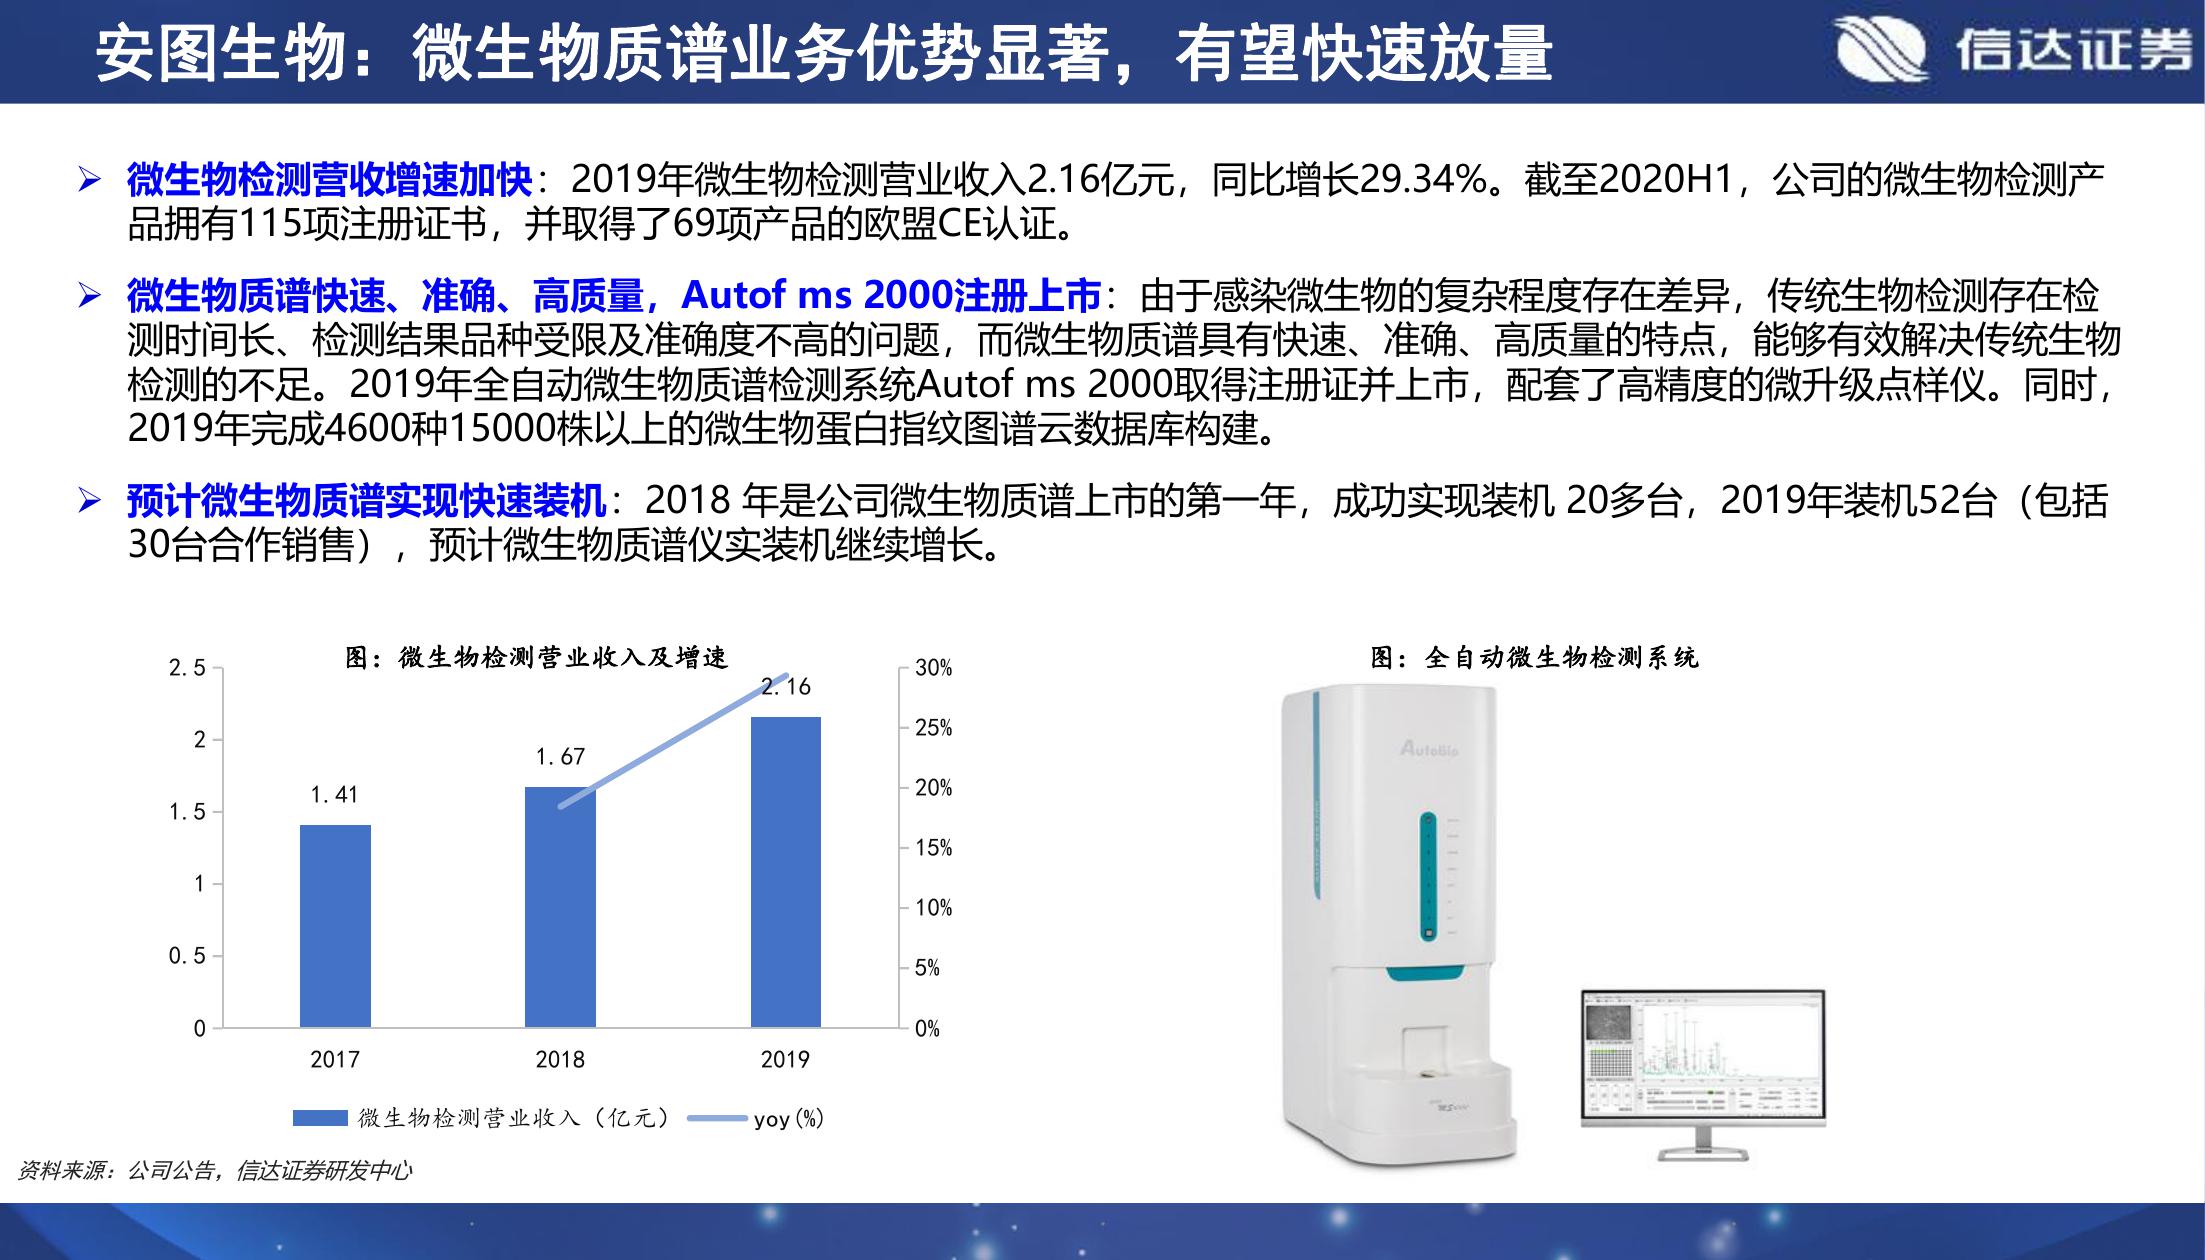 安图生物：微生物质谱业务优势显著，有望快速放量
信达证券
微生物检测营收增速加快：2019年微生物检测营业收入2.16亿元，同比增长29.34%。截至2020H1，公司的微生物检测产
品拥有115项注册证书，并取得了69项产品的欧盟CE认证。
微生物质谱快速、准确、高质量，Autof ms 2000注册上市：由于感染微生物的复杂程度存在差异，传统生物检测存在检
测时间长、检测结果品种受限及准确度不高的问题，而微生物质谱具有快速、准确、高质量的特点，能够有效解决传统生物
检测的不足。2019年全自动微生物质谱检测系统Autof ms 2000取得注册证并上市，配套了高精度的微升级点样仪。同时，
2019年完成4600种15000株以上的微生物蛋白指纹图谱云数据库构建。
预计微生物质谱实现快速装机：2018 年是公司微生物质谱上市的第一年，成功实现装机 20多台，2019年装机52台（包括
30台合作销售），预计微生物质谱仪实装机继续增长。
图：微生物检测营业收入及增速
2.5
2
1.5
1
0.5
0
30%
25%
20%
15%
10%
5%
0%
1.41
1.67
2.16
2017
2018
2019
微生物检测营业收入（亿元）
yoy(%)
图：全自动微生物检测系统
AutoBio
资料来源：公司公告，信达证券研发中心